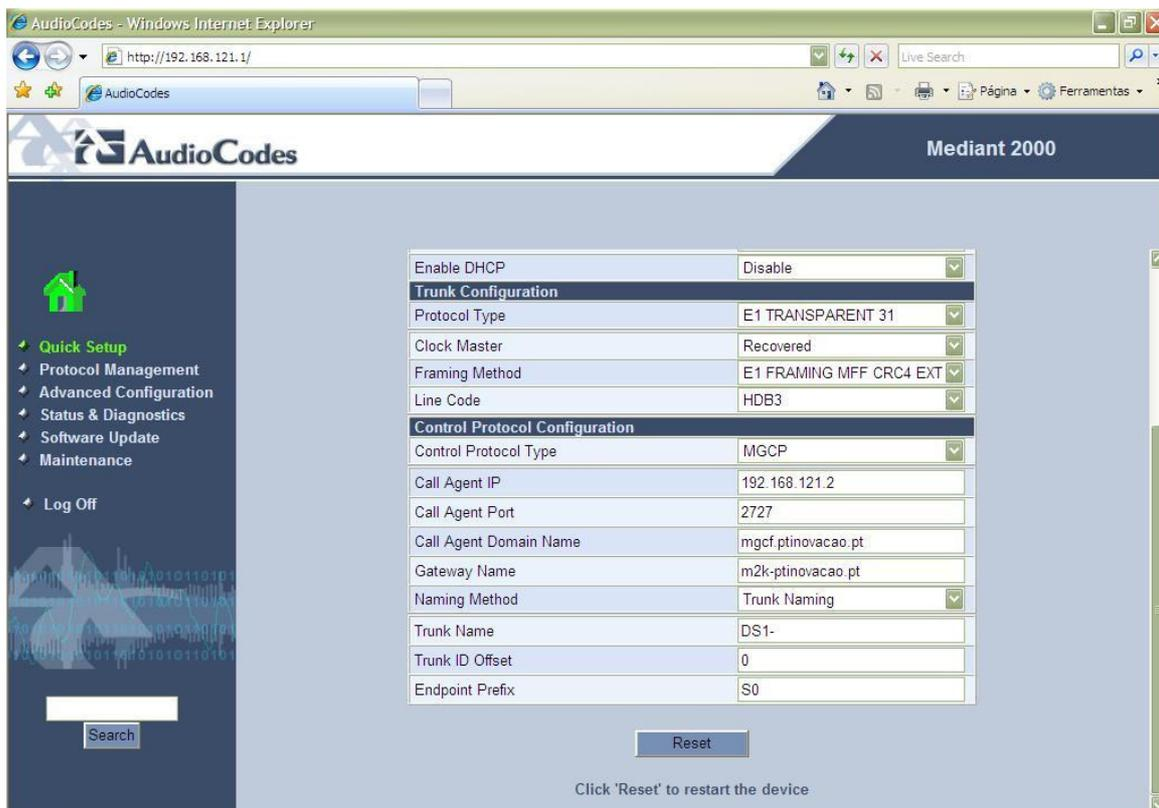 AudioCodes - Windows Internet Explorer
http://192.168.121.1/
Live Search
AudioCodes
Página
Ferramentas
AudioCodes
Mediant 2000
Quick Setup
Protocol Management
Advanced Configuration
Status & Diagnostics
Software Update
Maintenance
Log Off
Search
Enable DHCP Disable
Trunk Configuration
Protocol Type E1 TRANSPARENT 31
Clock Master Recovered
Framing Method E1 FRAMING MFF CRC4 EXT
Line Code HDB3
Control Protocol Configuration
Control Protocol Type MGCP
Call Agent IP 192.168.121.2
Call Agent Port 2727
Call Agent Domain Name mgcf.ptinovacao.pt
Gateway Name m2k-ptinovacao.pt
Naming Method Trunk Naming
Trunk Name DS1-
Trunk ID Offset 0
Endpoint Prefix S0
Reset
Click 'Reset' to restart the device